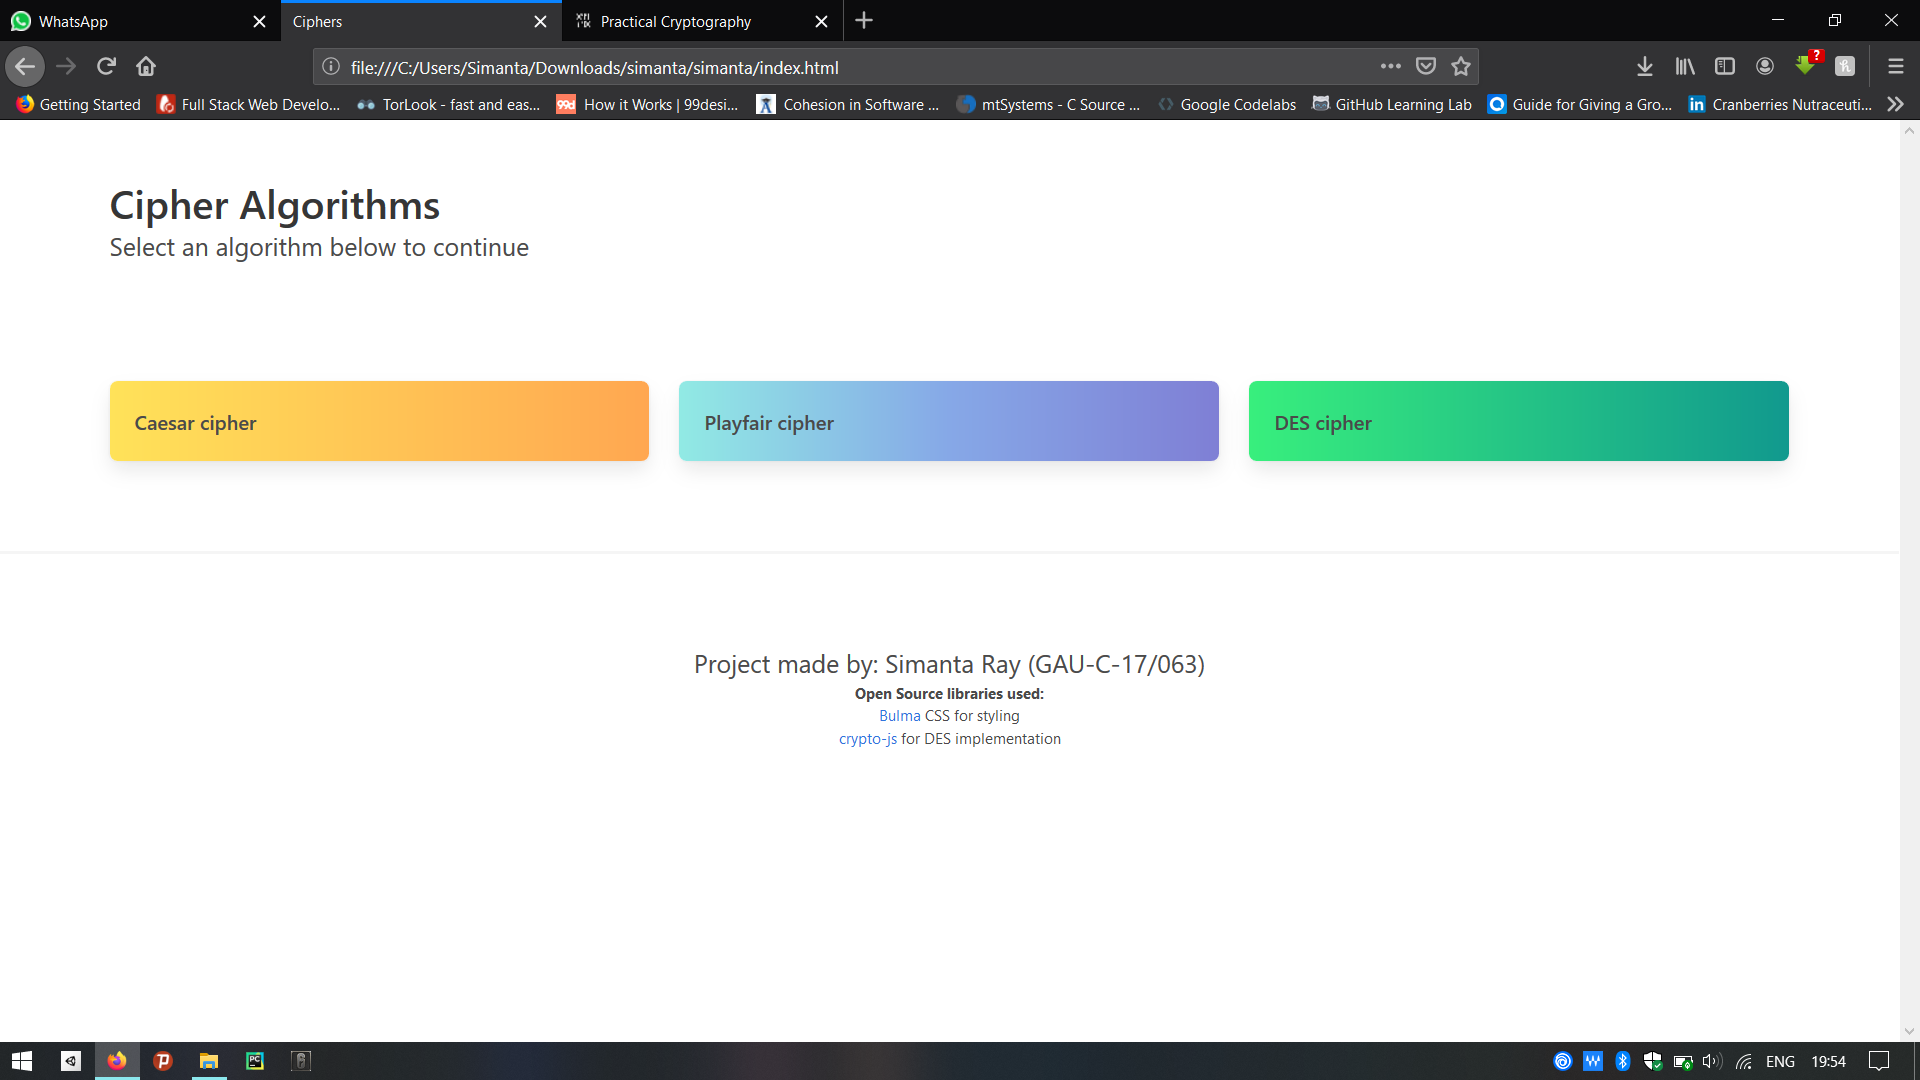 WhatsApp
Ciphers
Practical Cryptography
file:///C:/Users/Simanta/Downloads/simanta/simanta/index.html
?
Getting Started
Full Stack Web Develo...
TorLook - fast and eas...
99d
How it Works | 99desi...
Cohesion in Software ...
mtSystems - C Source ...
Google Codelabs
GitHub Learning Lab
Guide for Giving a Gro...
in
Cranberries Nutraceuti...
Cipher Algorithms
Select an algorithm below to continue
Caesar cipher
Playfair cipher
DES cipher
Project made by: Simanta Ray (GAU-C-17/063)
Open Source libraries used:
Bulma CSS for styling
crypto-js for DES implementation
PC
ENG
19:54